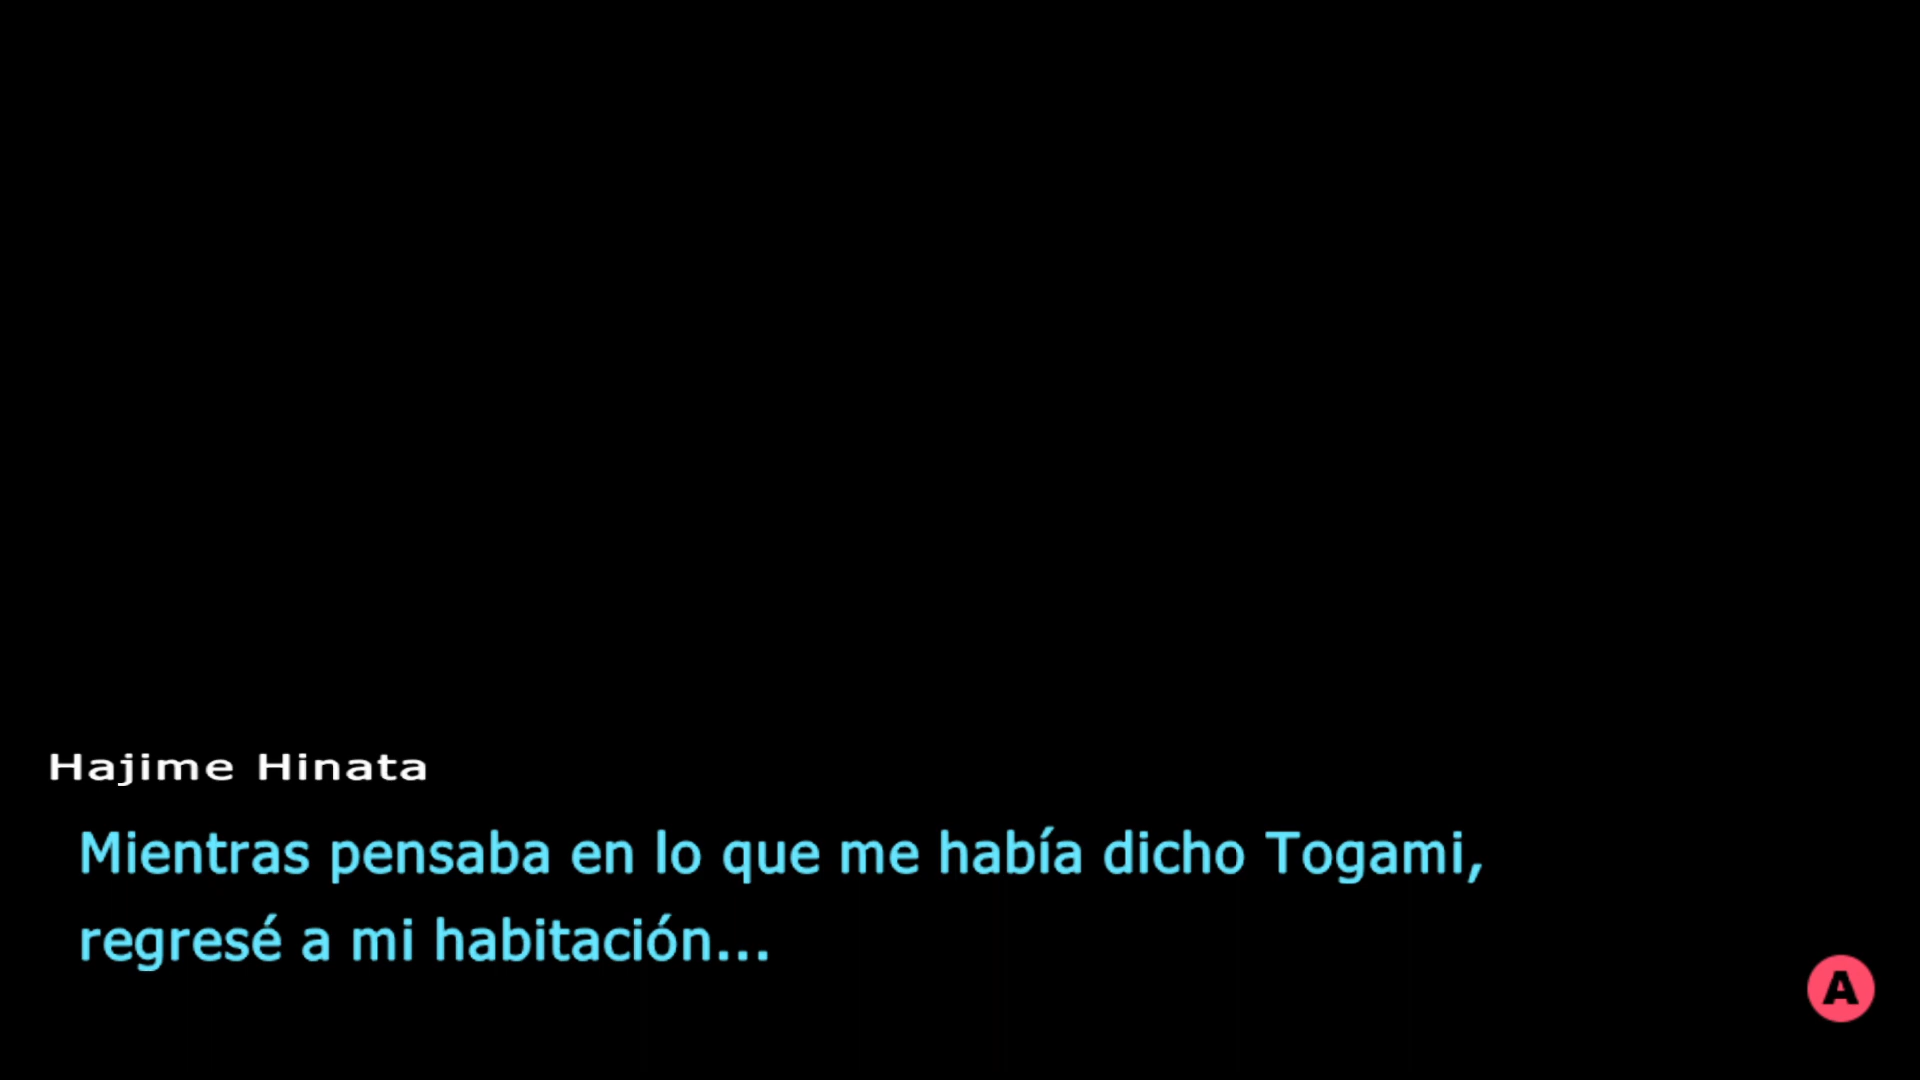 Hajime Hinata
Mientras pensaba en lo que me había dicho Togami,
regresé a mi habitación...
A